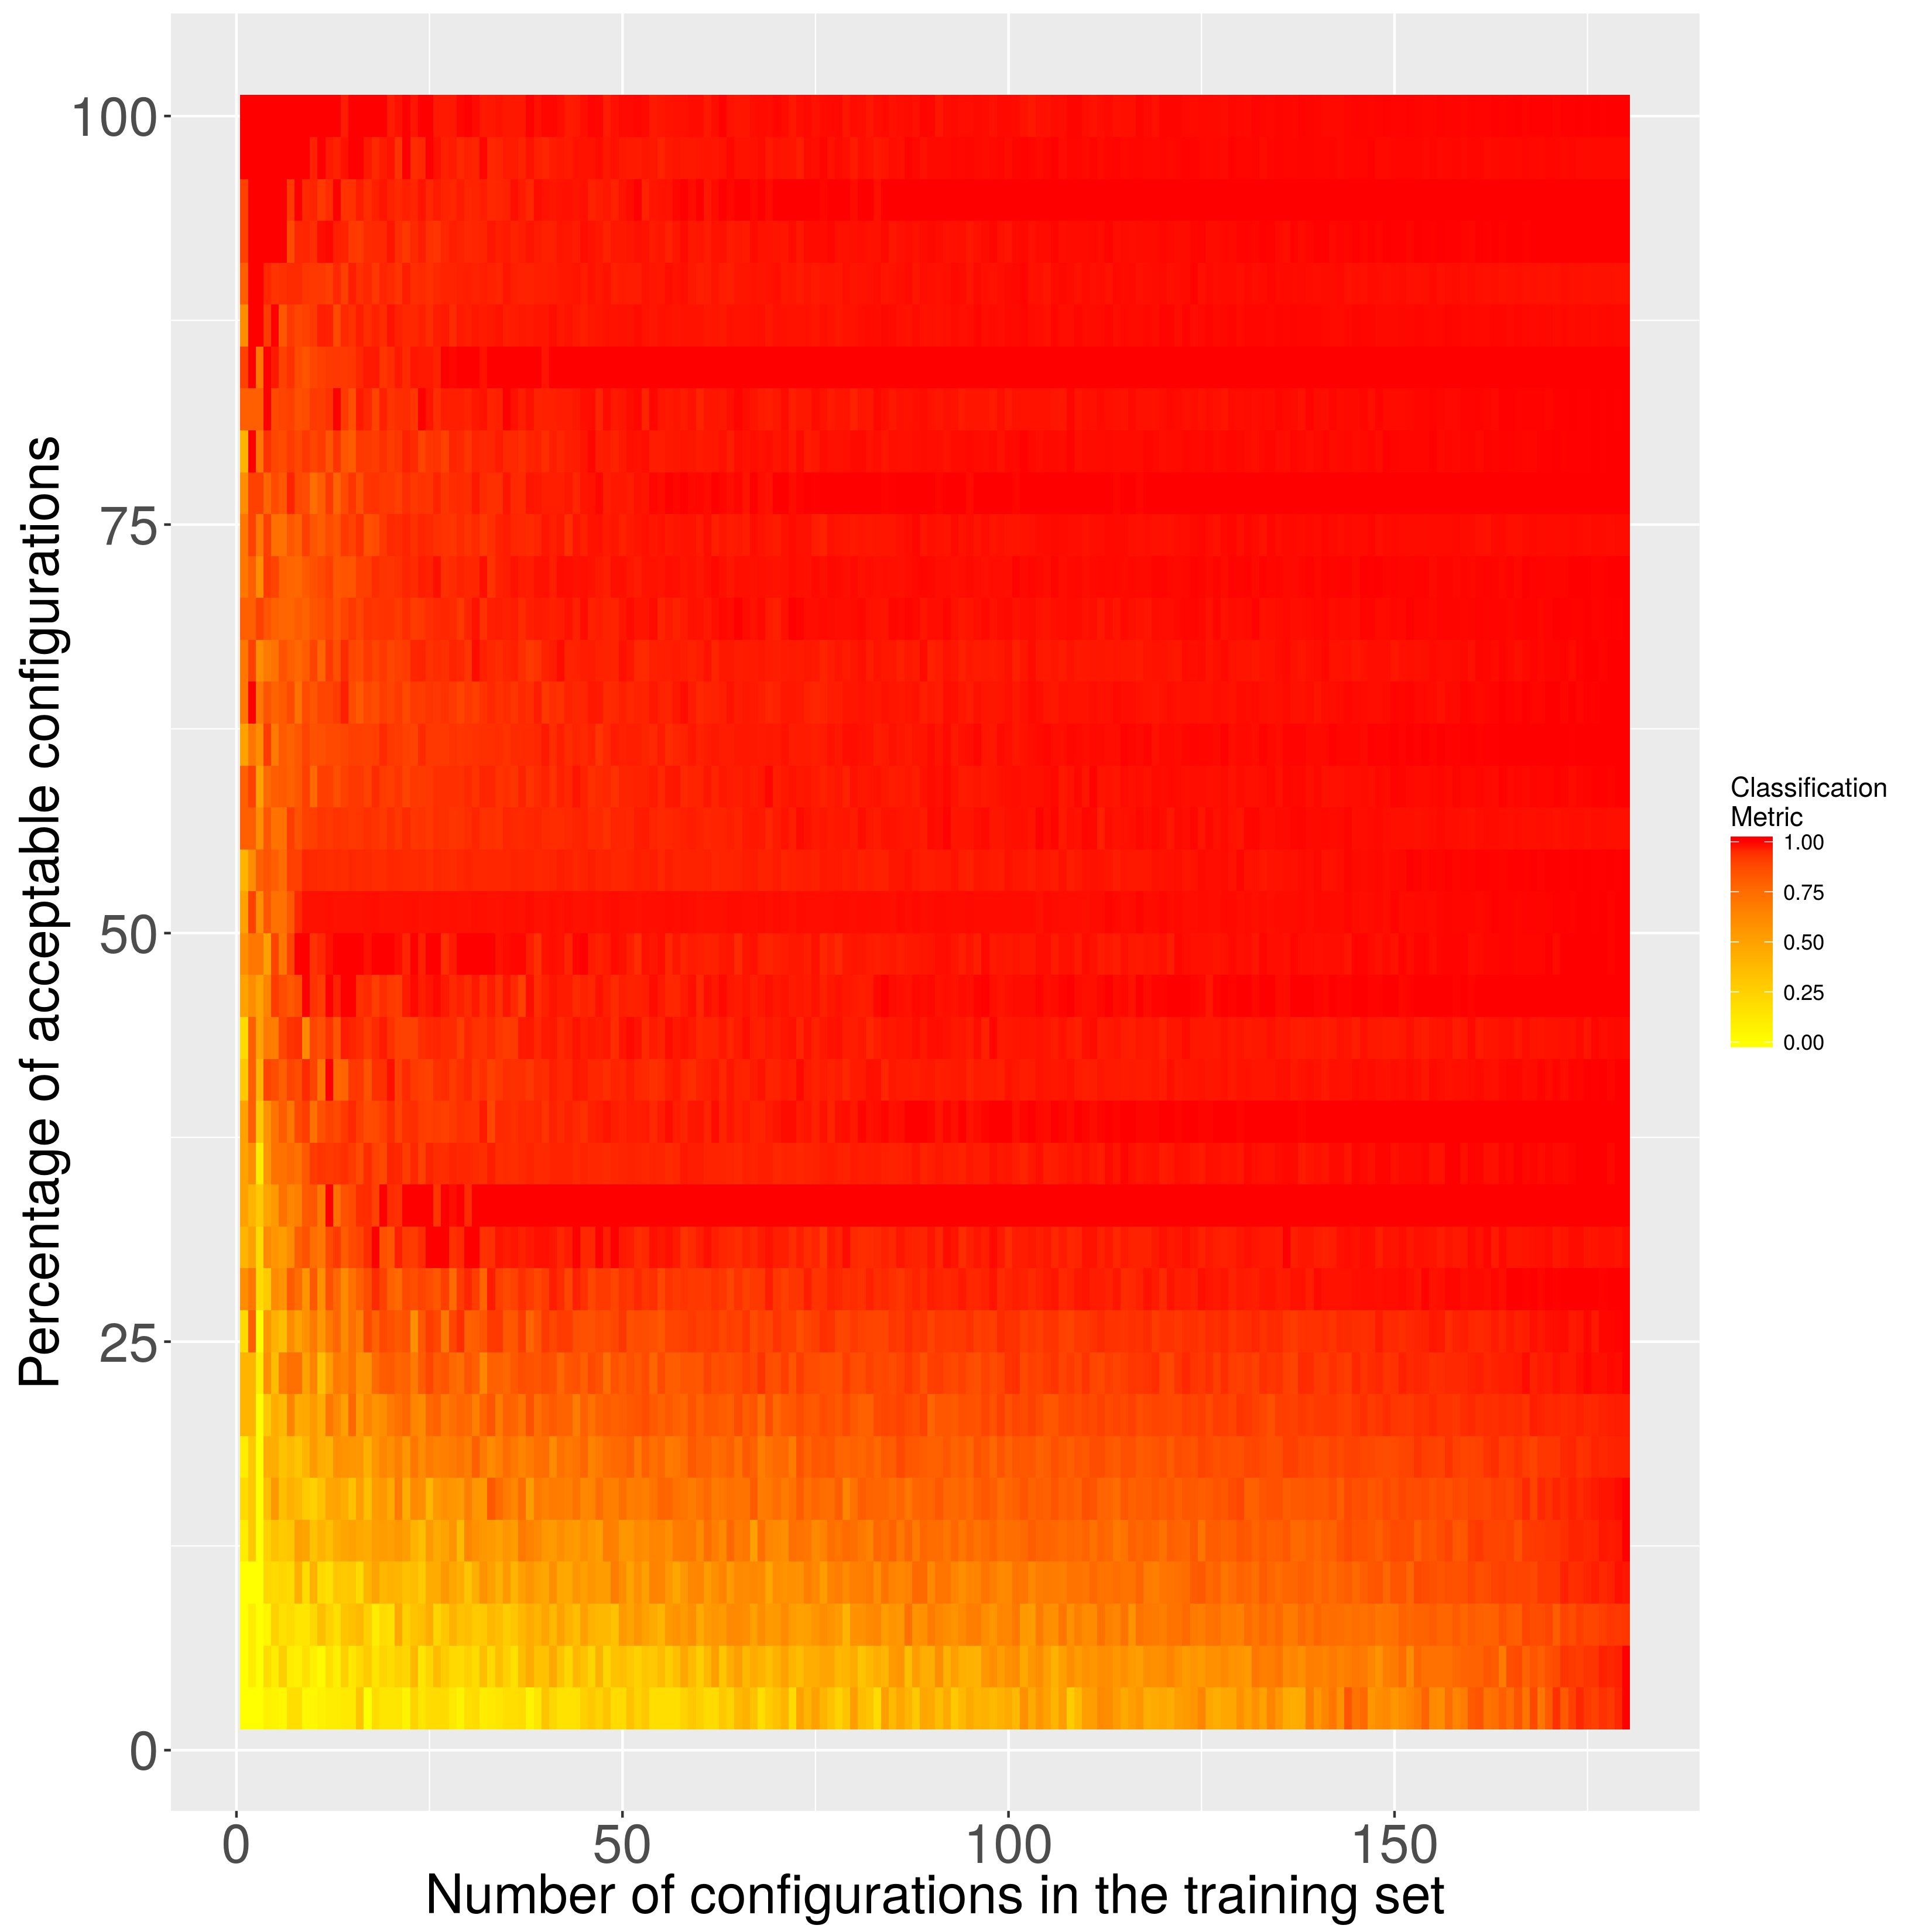 Percentage of acceptable configurations
100
75
50
25
0
0 50 100 150
Number of configurations in the training set
Classification
Metric
1.00
0.75
0.50
0.25
0.00